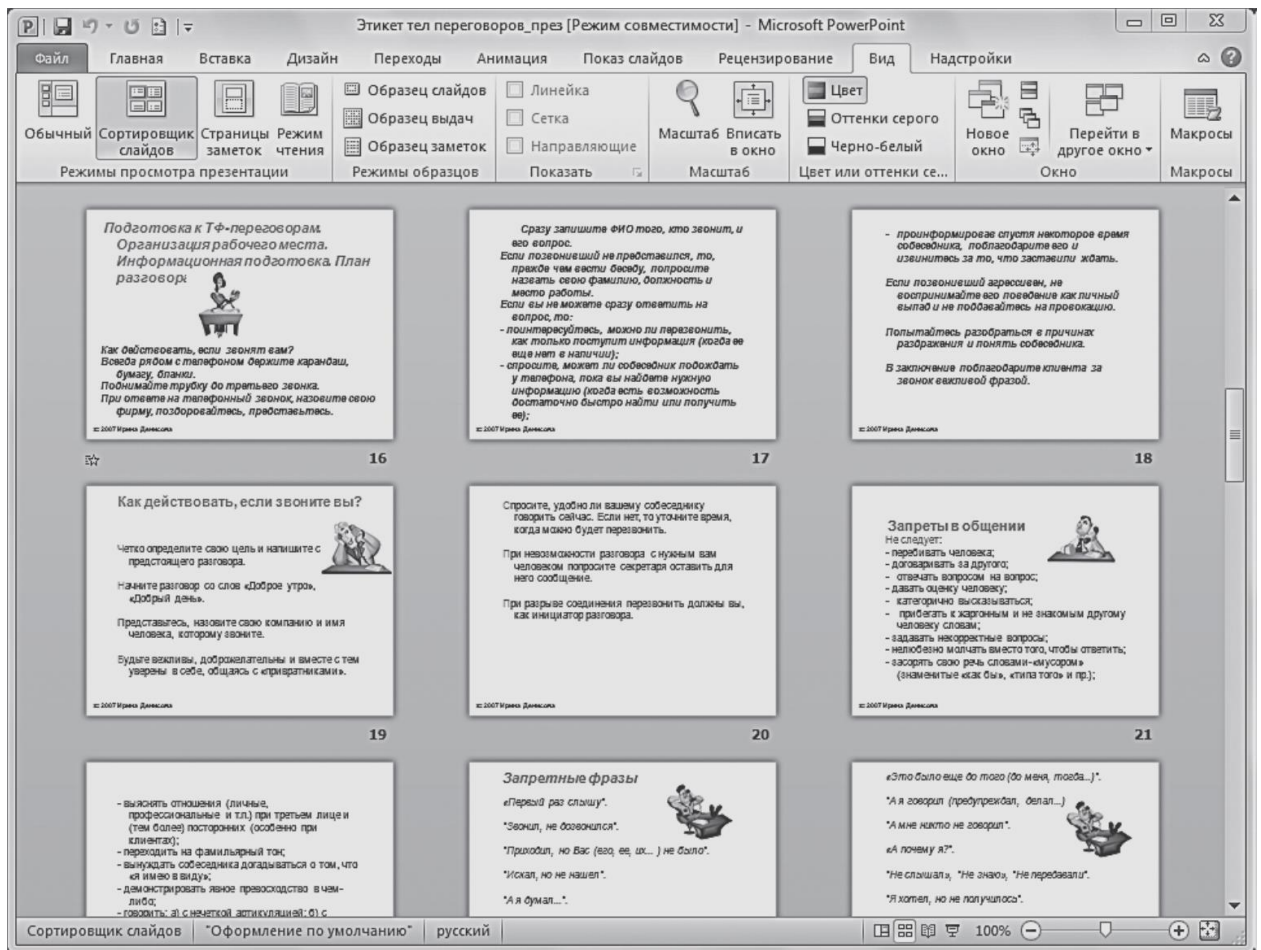 Этикет тел переговоров_през [Режим совместимости] - Microsoft PowerPoint
Файл Главная Вставка Дизайн Переходы Анимация Показ слайдов Рецензирование Вид Надстройки
Обычный
Сортировщик слайдов
Страницы заметок
Режим чтения
Режимы просмотра презентации
Образец слайдов
Образец выдач
Образец заметок
Режимы образцов
Линейка
Сетка
Направляющие
Показать
Масштаб
Вписать в окно
Масштаб
Цвет
Оттенки серого
Черно-белый
Цвет или оттенки се...
Новое окно
Перейти в другое окно
Окно
Макросы
Макросы
Подготовка к ТФ-переговорам.
Организация рабочего места.
Информационная подготовка. План
разговора
Как действовать, если звонят вам?
Всегда рядом с телефоном держите карандаш,
бумагу, бланки.
Поднимайте трубку до третьего звонка.
При ответе на телефонный звонок, назовите свою
фирму, поздоровайтесь, представьтесь.
© 2007 Ирина Денисова
16
Сразу запишите ФИО того, кто звонит, и
его вопрос.
Если позвонивший не представился, то,
прежде чем вести беседу, попросите
назвать свою фамилию, должность и
место работы.
Если вы не можете сразу ответить на
вопрос, то:
- поинтересуйтесь, можно ли перезвонить,
как только поступит информация (когда ее
еще нет в наличии);
- спросите, может ли собеседник подождать
у телефона, пока вы найдете нужную
информацию (когда есть возможность
достаточно быстро найти или получить
ее);
© 2007 Ирина Денисова
17
- проинформировав спустя некоторое время
собеседника, поблагодарите его и
извинитесь за то, что заставили ждать.
Если позвонивший агрессивен, не
воспринимайте его поведение как личный
выпад и не поддавайтесь на провокацию.
Попытайтесь разобраться в причинах
раздражения и понять собеседника.
В заключение поблагодарите клиента за
звонок вежливой фразой.
© 2007 Ирина Денисова
18
Как действовать, если звоните вы?
Четко определите свою цель и напишите с
предстоящего разговора.
Начните разговор со слов «Доброе утро»,
«Добрый день».
Представьтесь, назовите свою компанию и имя
человека, которому звоните.
Будьте вежливы, доброжелательны и вместе с тем
уверены в себе, общаясь с «привратниками».
© 2007 Ирина Денисова
19
Спросите, удобно ли вашему собеседнику
говорить сейчас. Если нет, то уточните время,
когда можно будет перезвонить.
При невозможности разговора с нужным вам
человеком попросите секретаря оставить для
него сообщение.
При разрыве соединения перезвонить должны вы,
как инициатор разговора.
© 2007 Ирина Денисова
20
Запреты в общении
Не следует:
- перебивать человека;
- договаривать за другого;
- отвечать вопросом на вопрос;
- давать оценку человеку;
- категорично высказываться;
- прибегать к жаргонным и не знакомым другому
человеку словам;
- задавать некорректные вопросы;
- нелюбезно молчать вместо того, чтобы ответить;
- засорять свою речь словами-«мусором»
(знаменитые «как бы», «типа того» и пр.);
© 2007 Ирина Денисова
21
- выяснять отношения (личные,
профессиональные и т.п.) при третьем лице и
(тем более) посторонних (особенно при
клиентах);
- переходить на фамильярный тон;
- вынуждать собеседника догадываться о том, что
«я имею в виду»;
- демонстрировать явное превосходство в чем-
либо;
- говорить: а) с нечеткой артикуляцией; б) с
Запретные фразы
«Первый раз слышу".
"Звонил, не дозвонился".
"Приходил, но Вас (его, ее, их... ) не было".
"Искал, но не нашел".
"А я думал...".
«Это было еще до того (до меня, тогда...)".
"А я говорил (предупреждал, делал...)
"А мне никто не говорил".
«А почему я?".
"Не слышал», "Не знаю», "Не передавали".
"Я хотел, но не получилось".
Сортировщик слайдов "Оформление по умолчанию" русский 100%